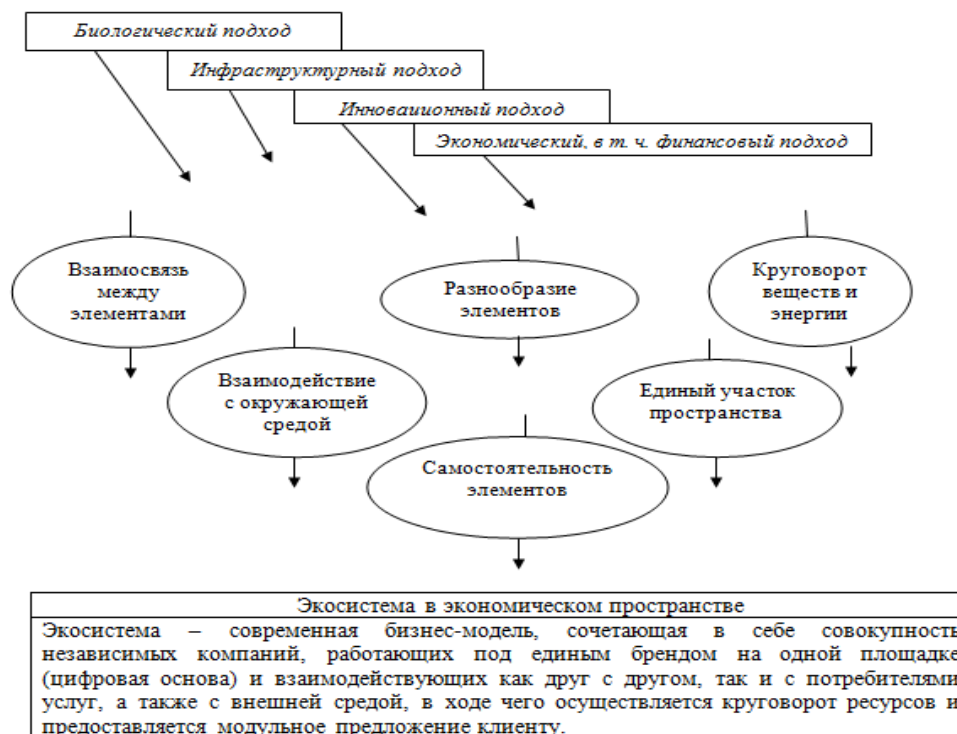 Биологический подход
Инфраструктурный подход
Инновационный подход
Экономический, в т. ч. финансовый подход
Взаимосвязь
между
элементами
Разнообразие
элементов
Круговорот
веществ и
энергии
Взаимодействие
с окружающей
средой
Единый участок
пространства
Самостоятельность
элементов
Экосистема в экономическом пространстве
Экосистема – современная бизнес-модель, сочетающая в себе совокупность
независимых компаний, работающих под единым брендом на одной площадке
(цифровая основа) и взаимодействующих как друг с другом, так и с потребителями
услуг, а также с внешней средой, в ходе чего осуществляется круговорот ресурсов и
предоставляется модульное предложение клиенту.